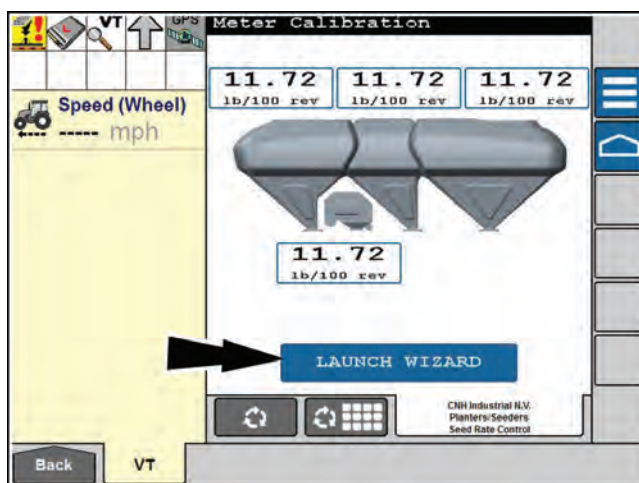 VT
GPS
Meter Calibration
Speed (Wheel)
----- mph
11.72
lb/100 rev
11.72
lb/100 rev
11.72
lb/100 rev
11.72
lb/100 rev
LAUNCH WIZARD
CNH Industrial N.V.
Planters/Seeders
Seed Rate Control
Back
VT